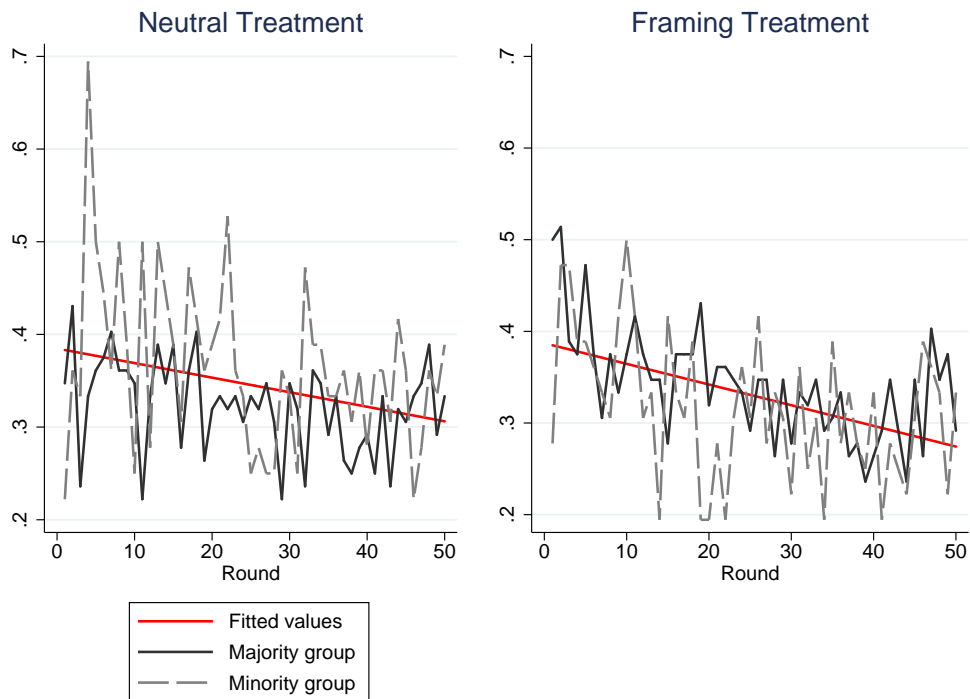 Neutral Treatment
.7
.6
.5
.4
.3
.2
0 10 20 30 40 50
Round
Framing Treatment
.7
.6
.5
.4
.3
.2
0 10 20 30 40 50
Round
Fitted values
Majority group
Minority group